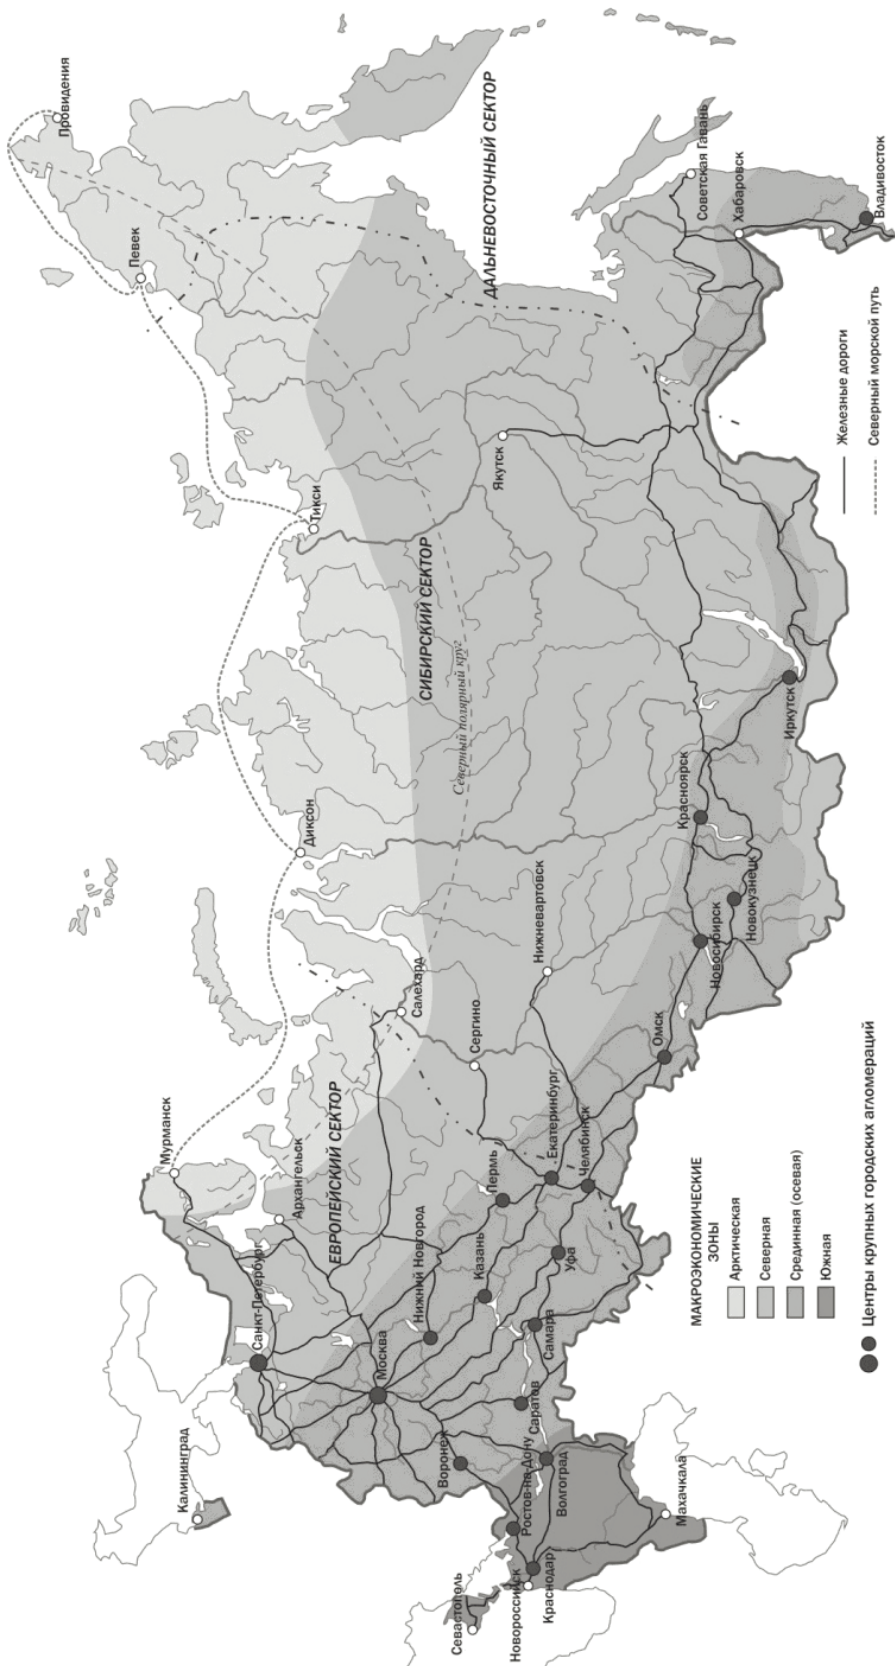 Провидения
Певек
Тикси
Диксон
Мурманск
Салехард
Архангельск
Калининград
Санкт-Петербург
Москва
Нижний Новгород
Казань
Пермь
Сергино
Нижневартовск
Екатеринбург
Челябинск
Уфа
Самара
Саратов
Воронеж
Ростов-на-Дону
Волгоград
Севастополь
Новороссийск
Краснодар
Махачкала
Омск
Новосибирск
Новокузнецк
Красноярск
Иркутск
Якутск
Советская Гавань
Хабаровск
Владивосток
ЕВРОПЕЙСКИЙ СЕКТОР
СИБИРСКИЙ СЕКТОР
ДАЛЬНЕВОСТОЧНЫЙ СЕКТОР
Северный полярный круг
МАКРОЭКОНОМИЧЕСКИЕ
ЗОНЫ
Арктическая
Северная
Срединная (осевая)
Южная
Центры крупных городских агломераций
Железные дороги
Северный морской путь